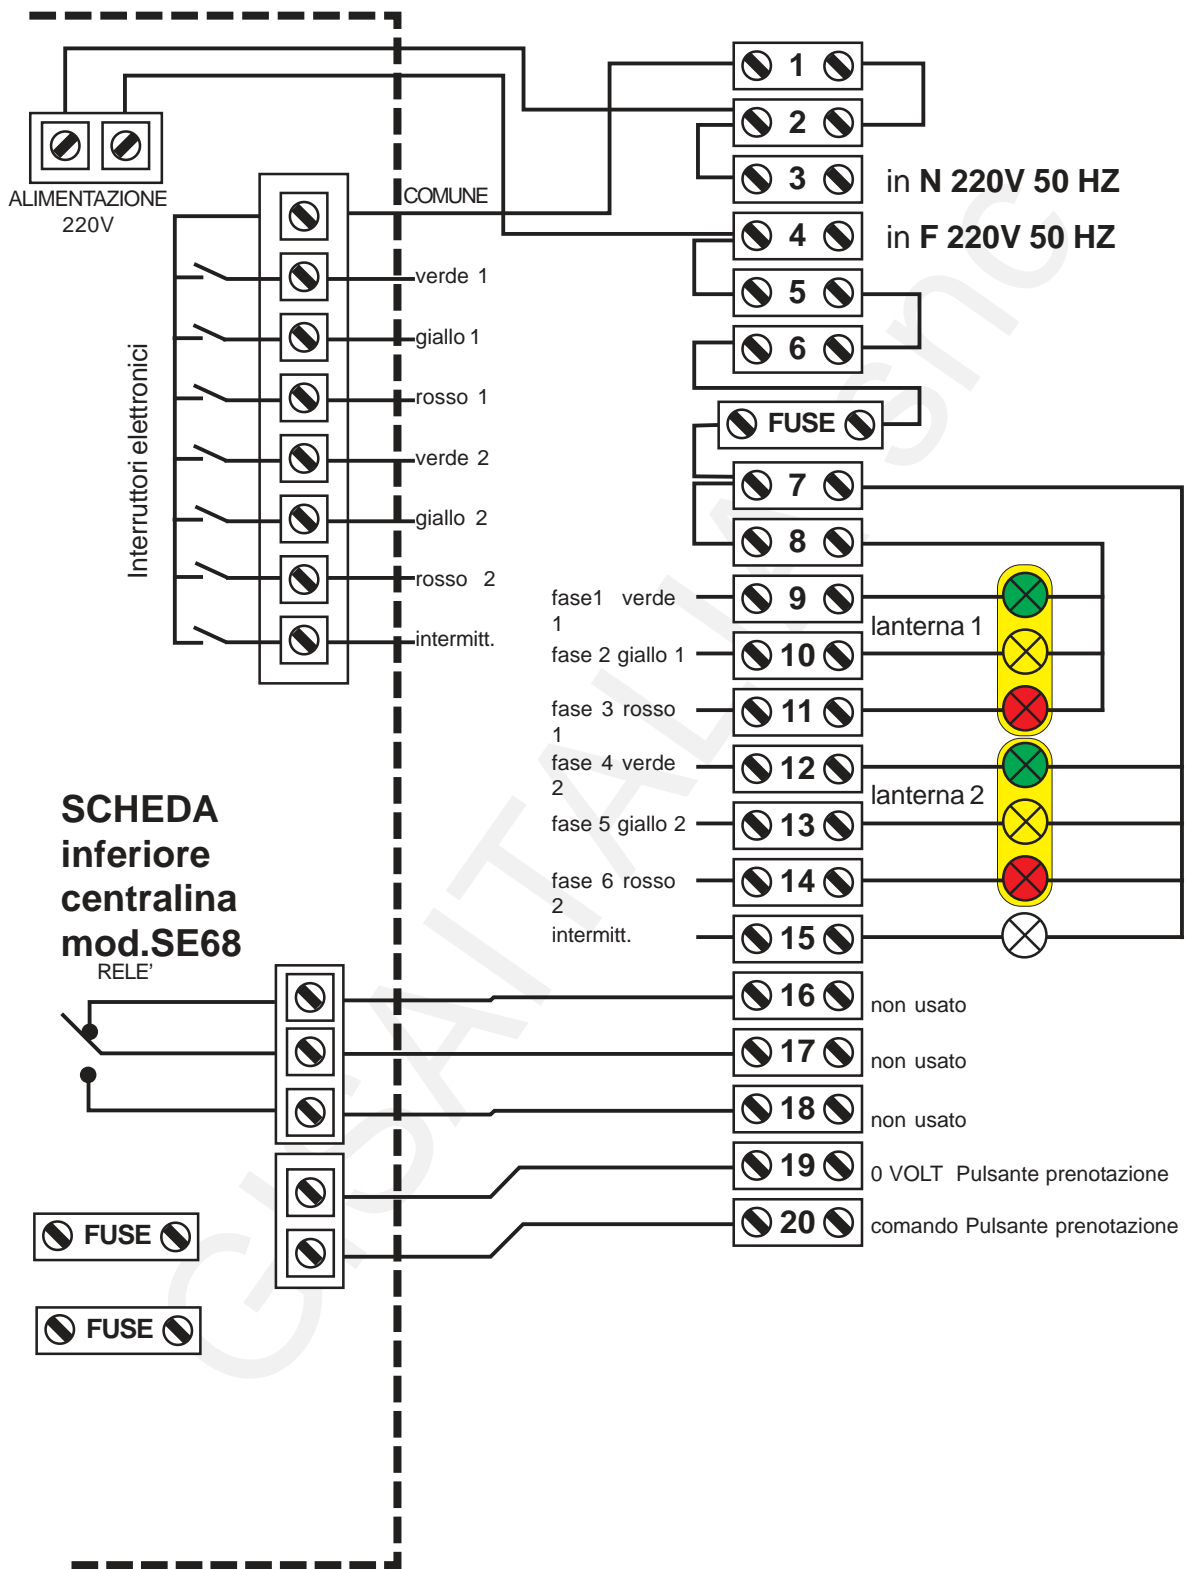 1
2
3 in N 220V 50 HZ
4 in F 220V 50 HZ
5
6
FUSE
7
8
9
10
11
12
13
14
15
16 non usato
17 non usato
18 non usato
19 0 VOLT Pulsante prenotazione
20 comando Pulsante prenotazione
ALIMENTAZIONE
220V
COMUNE
verde 1
giallo 1
rosso 1
verde 2
giallo 2
rosso 2
intermitt.
Interruttori elettronici
fase1 verde
1
fase 2 giallo 1
fase 3 rosso
1
fase 4 verde
2
fase 5 giallo 2
fase 6 rosso
2
intermitt.
lanterna 1
lanterna 2
SCHEDA
inferiore
centralina
mod.SE68
RELE'
FUSE
FUSE
GISAITALIA snc